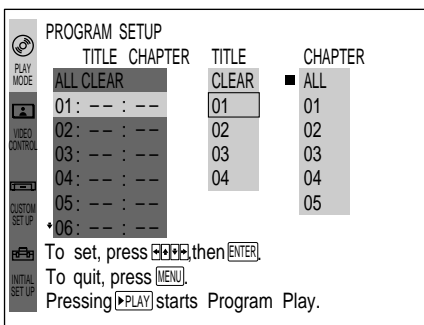 PROGRAM SETUP
TITLE CHAPTER TITLE CHAPTER
ALL CLEAR CLEAR ALL
01: -- : -- 01 01
02: -- : -- 02 02
03: -- : -- 03 03
04: -- : -- 04 04
05: -- : -- 05
06: -- : --
To set, press ,then ENTER.
To quit, press MENU.
Pressing PLAY starts Program Play.
PLAY
MODE
VIDEO
CONTROL
CUSTOM
SET UP
INITIAL
SET UP